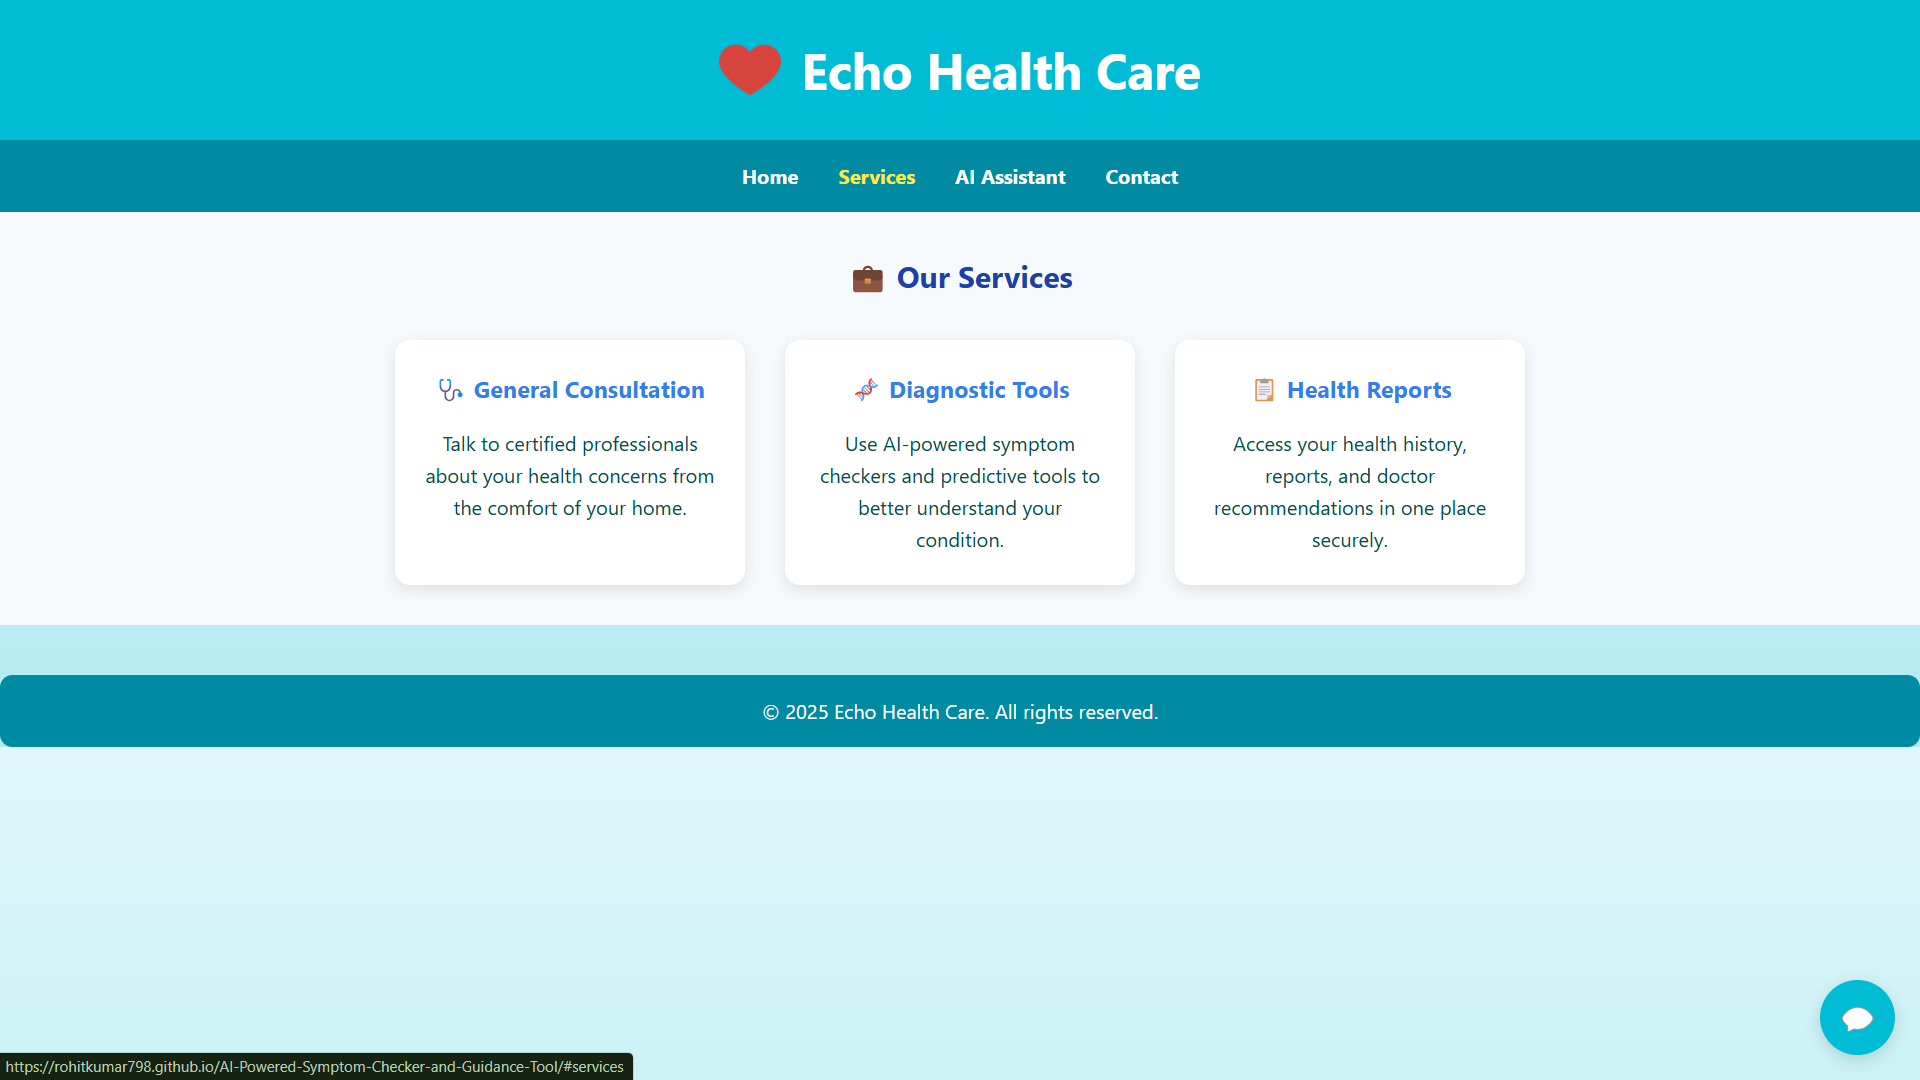 Echo Health Care
Home Services AI Assistant Contact
Our Services
General Consultation
Talk to certified professionals
about your health concerns from
the comfort of your home.
Diagnostic Tools
Use AI-powered symptom
checkers and predictive tools to
better understand your
condition.
Health Reports
Access your health history,
reports, and doctor
recommendations in one place
securely.
© 2025 Echo Health Care. All rights reserved.
https://rohitkumar798.github.io/AI-Powered-Symptom-Checker-and-Guidance-Tool/#services